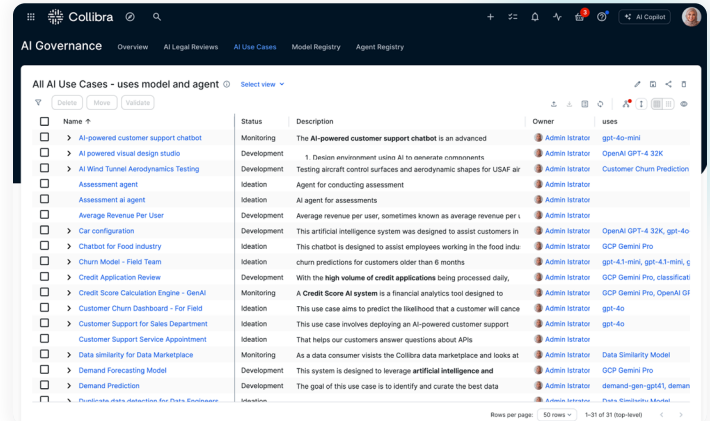 Collibra
3
AI Copilot
AI Governance Overview AI Legal Reviews AI Use Cases Model Registry Agent Registry
All AI Use Cases - uses model and agent Select view
Delete Move Validate
Name ↑ Status Description Owner uses
AI-powered customer support chatbot Monitoring The AI-powered customer support chatbot is an advanced Admin Istrator gpt-4o-mini
AI powered visual design studio Development 1. Design environment using AI to generate components Admin Istrator OpenAI GPT-4 32K
AI Wind Tunnel Aerodynamics Testing Development Testing aircraft control surfaces and aerodynamic shapes for USAF air Admin Istrator Customer Churn Prediction
Assessment agent Ideation Agent for conducting assessment Admin Istrator
Assessment ai agent Ideation AI agent for assessments Admin Istrator
Average Revenue Per User Development Average revenue per user, sometimes known as average revenue per u Admin Istrator
Car configuration Development This artificial intelligence system was designed to assist customers in Admin Istrator OpenAI GPT-4 32K, gpt-4o-
Chatbot for Food industry Ideation This chatbot is designed to assist employees working in the food indus Admin Istrator GCP Gemini Pro
Churn Model - Field Team Ideation churn predictions for customers older than 6 months Admin Istrator gpt-4.1-mini, gpt-4.1-mini, g
Credit Application Review Development With the high volume of credit applications being processed daily, Admin Istrator GCP Gemini Pro, classificati
Credit Score Calculation Engine - GenAI Monitoring A Credit Score AI system is a financial analytics tool designed to Admin Istrator GCP Gemini Pro, OpenAI GP
Customer Churn Dashboard - For Field Ideation This use case aims to predict the likelihood that a customer will cance Admin Istrator gpt-4o
Customer Support for Sales Department Ideation This use case involves deploying an AI-powered customer support Admin Istrator gpt-4o
Customer Support Service Appointment Ideation That helps our customers answer questions about APIs Admin Istrator
Data similarity for Data Marketplace Monitoring As a data consumer visists the Collibra data marketplace and looks at Admin Istrator Data Similarity Model
Demand Forecasting Model Development This system is designed to leverage artificial intelligence and Admin Istrator GCP Gemini Pro
Demand Prediction Development The goal of this use case is to identify and curate the best data Admin Istrator demand-gen-gpt41, deman
Duplicate data detection for Data Engineers Ideation Admin Istrator Data Similarity Model
Rows per page: 50 rows 1–31 of 31 (top-level)